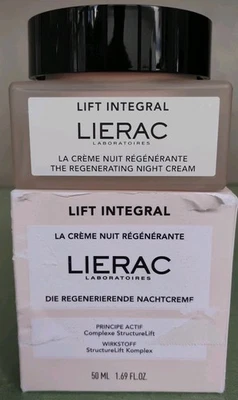 LIFT INTEGRAL
LIERAC
LABORATOIRES
LA CRÈME NUIT RÉGÉNÉRANTE
THE REGENERATING NIGHT CREAM
LIFT INTEGRAL
LA CRÈME NUIT RÉGÉNÉRANTE
LIERAC
LABORATOIRES
DIE REGENERIERENDE NACHTCREME
PRINCIPE ACTIF
Complexe StructureLift
WIRKSTOFF
StructureLift Komplex
50 ML 1.69 FL.OZ.